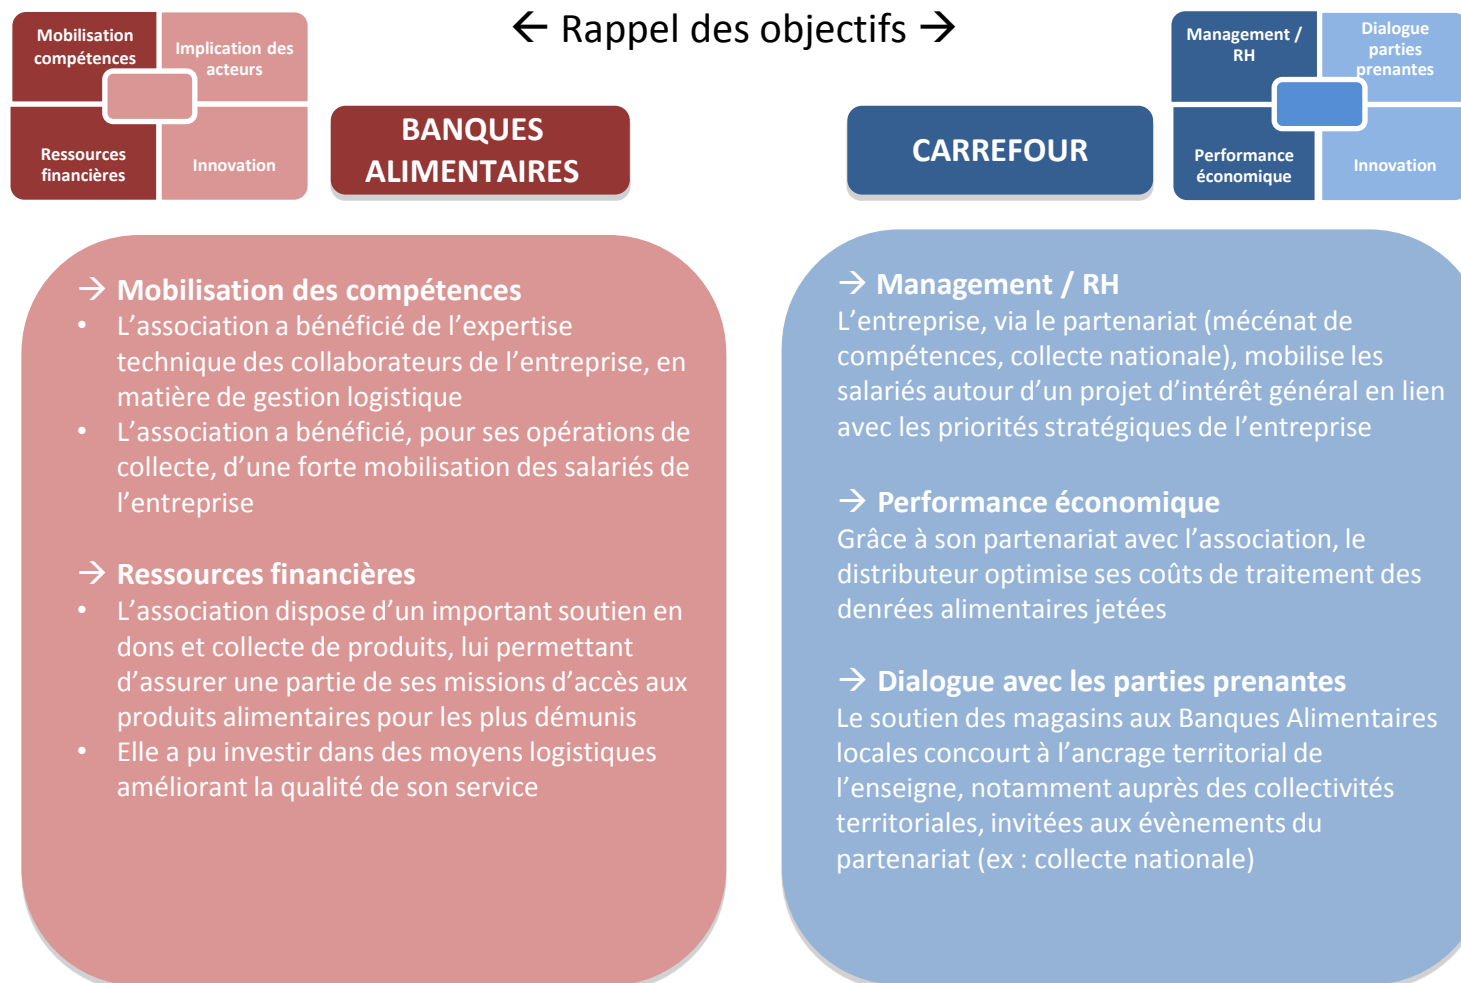 ← Rappel des objectifs →
Mobilisation
compétences
Implication des
acteurs
Ressources
financières
Innovation
BANQUES
ALIMENTAIRES
CARREFOUR
Management /
RH
Dialogue
parties
prenantes
Performance
économique
Innovation
→ Mobilisation des compétences
• L’association a bénéficié de l’expertise
technique des collaborateurs de l’entreprise, en
matière de gestion logistique
• L’association a bénéficié, pour ses opérations de
collecte, d’une forte mobilisation des salariés de
l’entreprise
→ Ressources financières
• L’association dispose d’un important soutien en
dons et collecte de produits, lui permettant
d’assurer une partie de ses missions d’accès aux
produits alimentaires pour les plus démunis
• Elle a pu investir dans des moyens logistiques
améliorant la qualité de son service
→ Management / RH
L’entreprise, via le partenariat (mécénat de
compétences, collecte nationale), mobilise les
salariés autour d’un projet d’intérêt général en lien
avec les priorités stratégiques de l’entreprise
→ Performance économique
Grâce à son partenariat avec l’association, le
distributeur optimise ses coûts de traitement des
denrées alimentaires jetées
→ Dialogue avec les parties prenantes
Le soutien des magasins aux Banques Alimentaires
locales concourt à l’ancrage territorial de
l’enseigne, notamment auprès des collectivités
territoriales, invitées aux évènements du
partenariat (ex : collecte nationale)